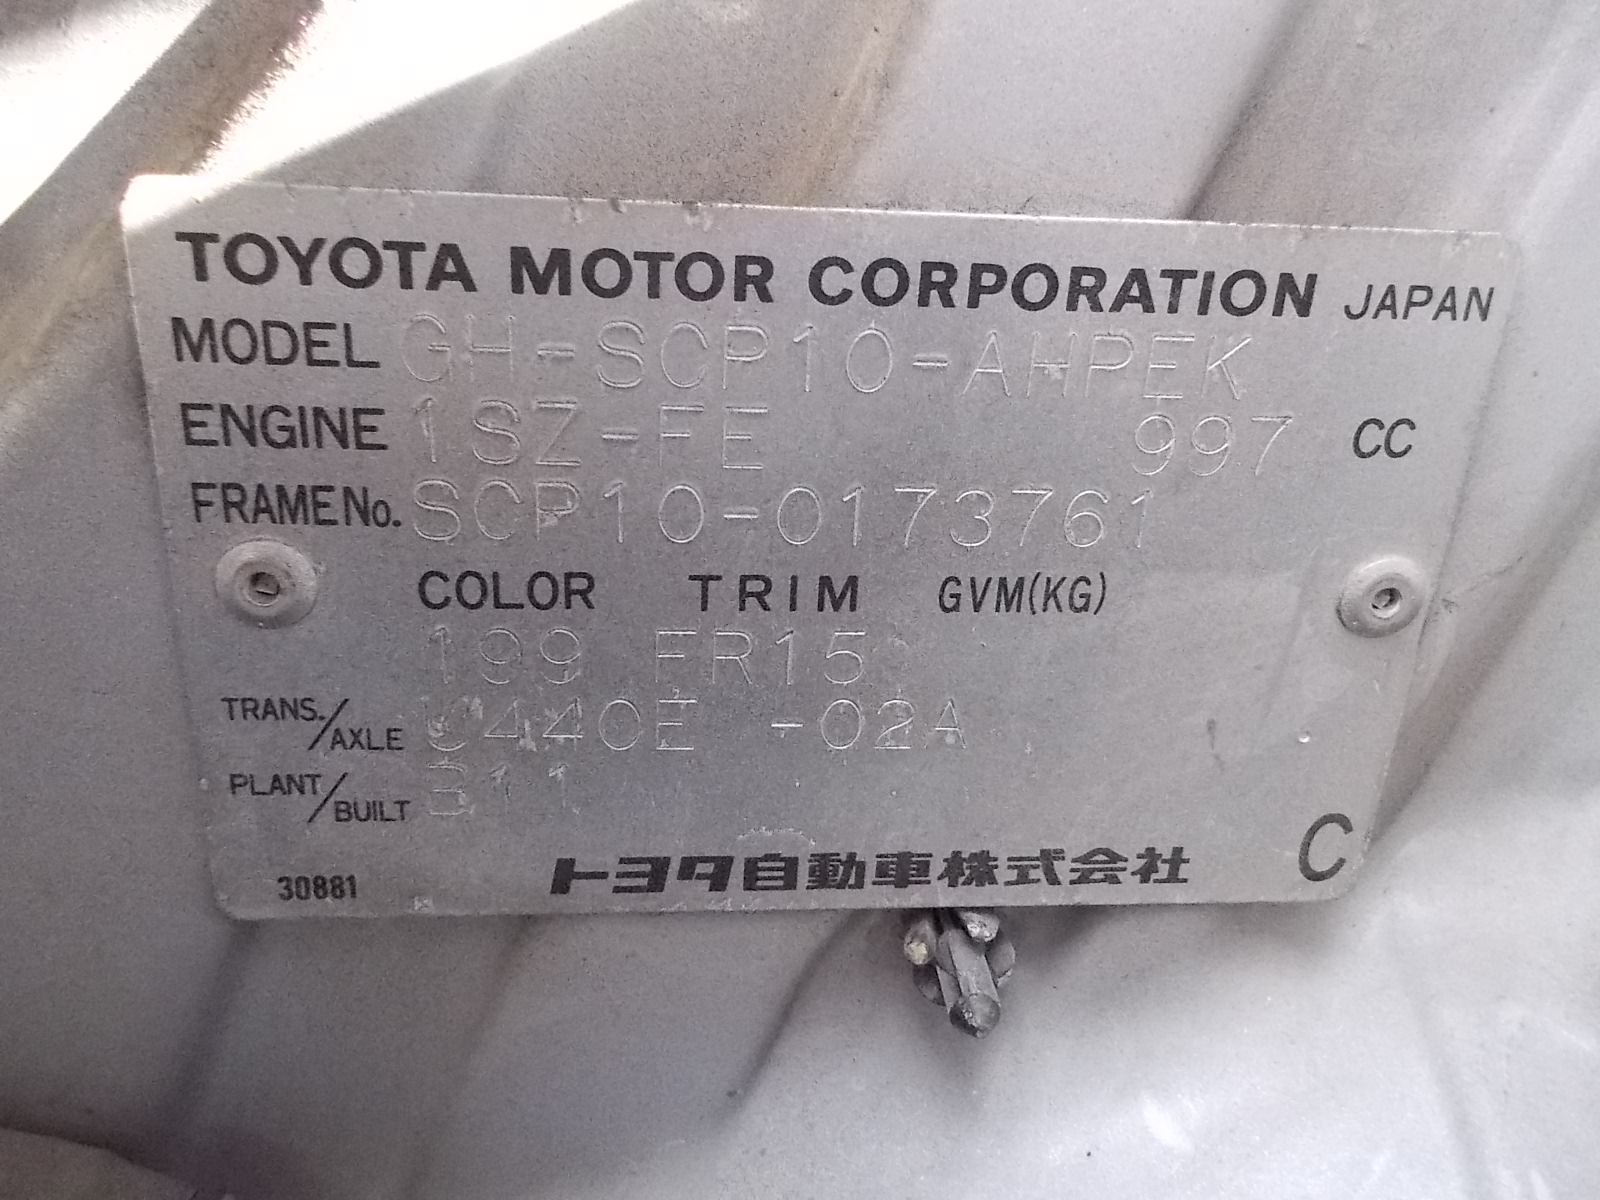 TOYOTA MOTOR CORPORATION JAPAN
MODEL GH-SCP10-AHPEK
ENGINE 1SZ-FE 997 CC
FRAME No. SCP10-0173761
COLOR TRIM GVM(KG)
199 FR15
TRANS./AXLE U440E -02A
PLANT/BUILT B11
30881 トヨタ自動車株式会社 C